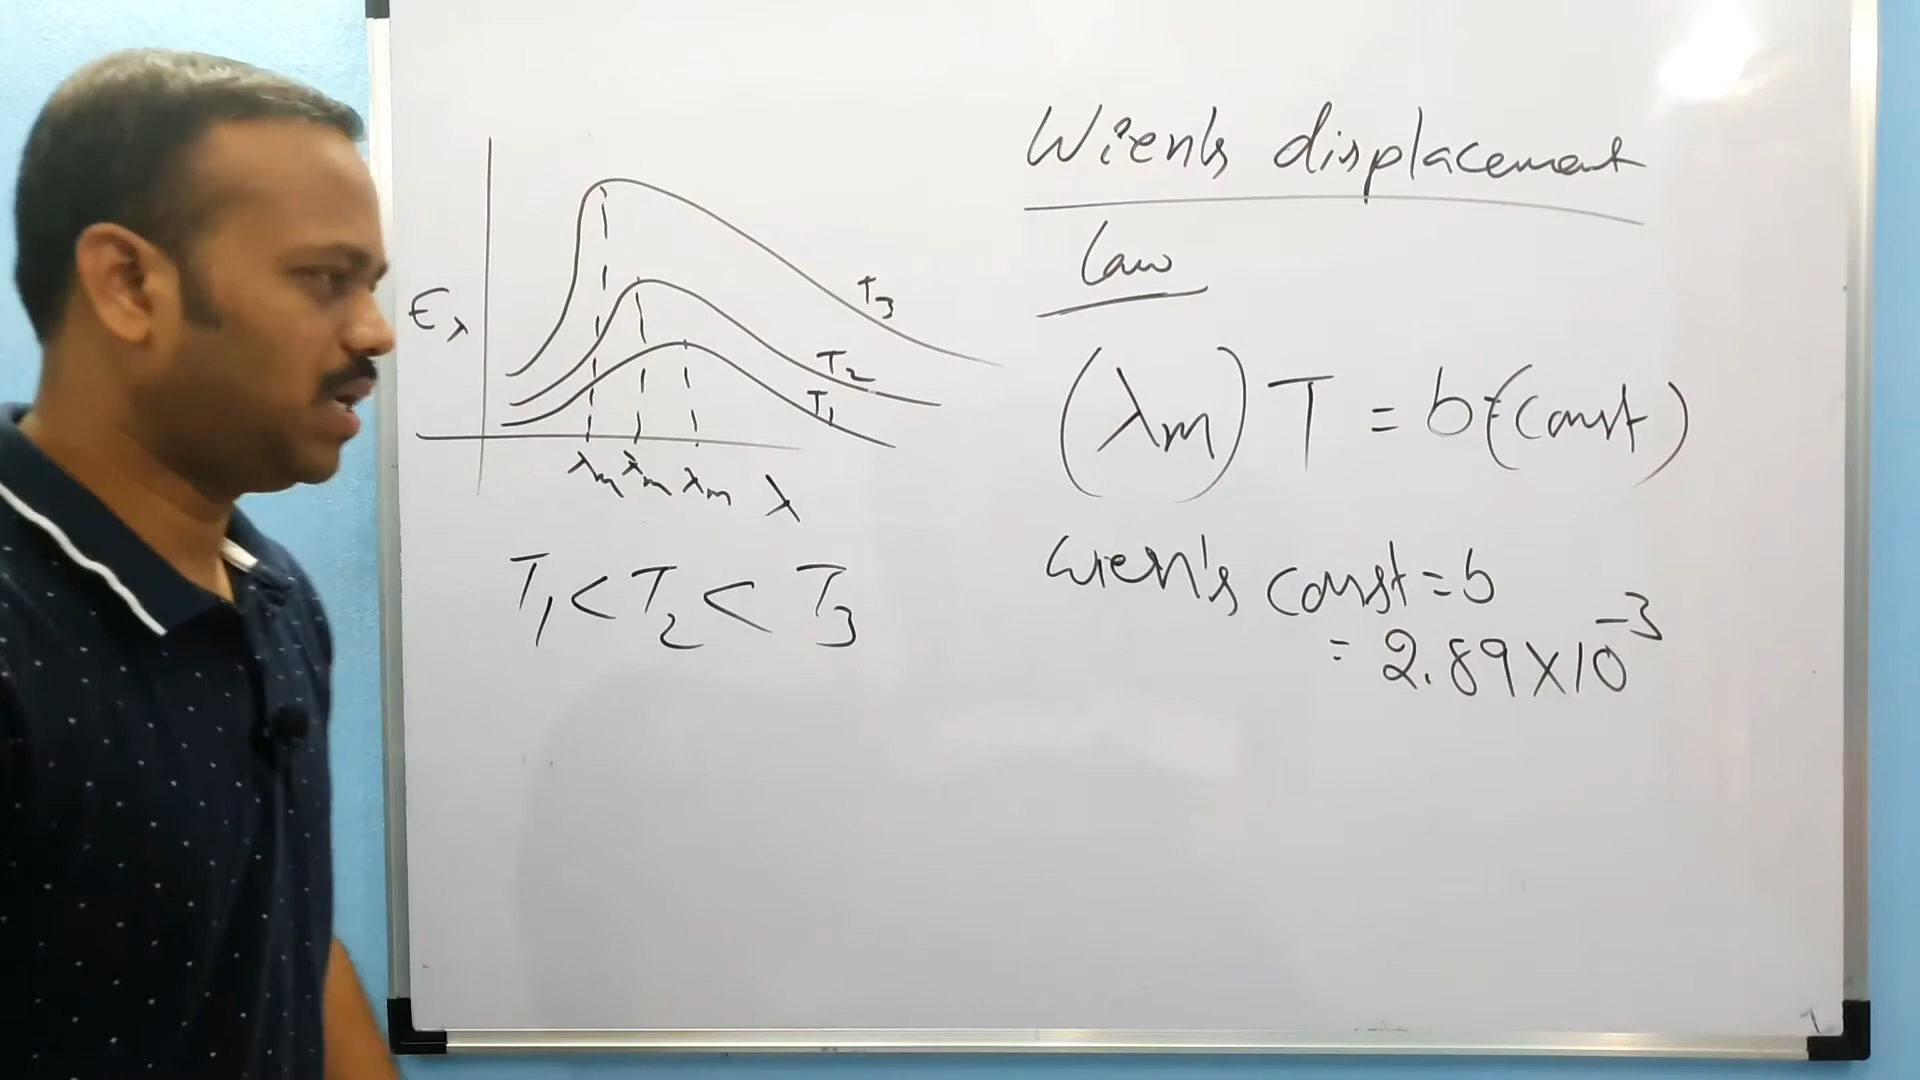 Wien's displacement
law
E λ
T3
T2
T1
λm λm λm λ
T1 < T2 < T3
(λm) T = b (const)
Wien's const = b
= 2.89 × 10^-3